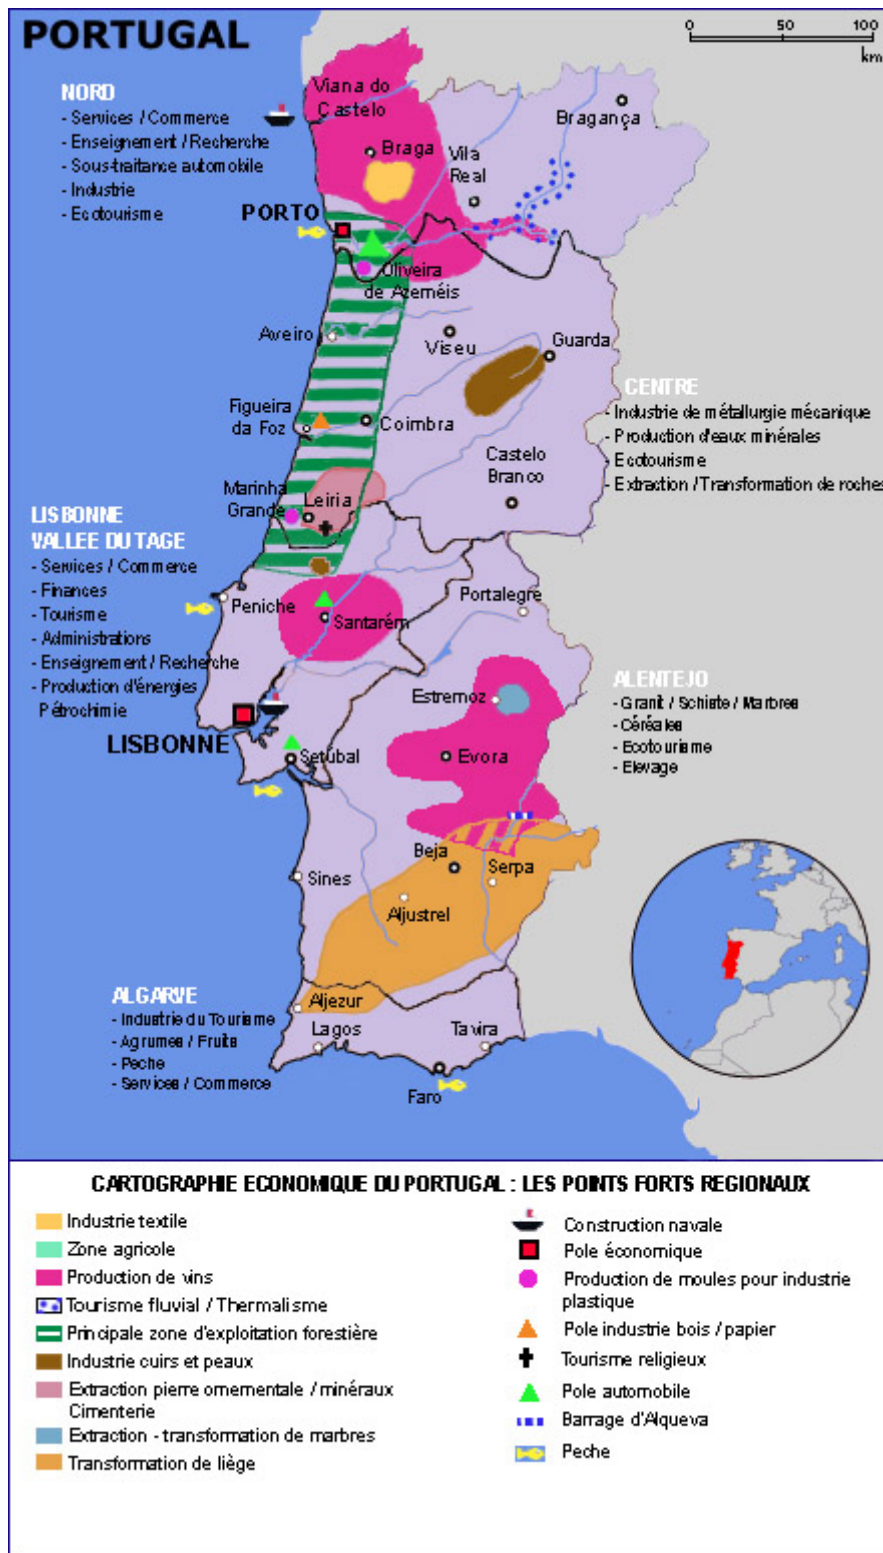 PORTUGAL
0 50 100
km
NORD
- Services / Commerce
- Enseignement / Recherche
- Sous-traitance automobile
- Industrie
- Ecotourisme
Viana do
Castelo
Braga
Bragança
Vila
Real
PORTO
Oliveira
de Azeméis
Aveiro
Viseu
Guarda
Figueira
da Foz
Coimbra
CENTRE
- Industrie de métallurgie mécanique
- Production d'eaux minérales
- Ecotourisme
- Extraction / Transformation de roches
Castelo
Branco
Marinha
Grande
Leiria
LISBONNE
VALLEE DU TAGE
- Services / Commerce
- Finances
- Tourisme
- Administrations
- Enseignement / Recherche
- Production d'énergies
Pétrochimie
Peniche
Santarém
Portalegre
Estremoz
ALENTEJO
- Granit / Schiste / Marbres
- Céréales
- Ecotourisme
- Elevage
LISBONNE
Setúbal
Evora
Beja
Serpa
Sines
Aljustrel
ALGARVE
- Industrie du Tourisme
- Agrumes / Fruits
- Peche
- Services / Commerce
Aljezur
Lagos
Tavira
Faro
CARTOGRAPHIE ECONOMIQUE DU PORTUGAL : LES POINTS FORTS REGIONAUX
Industrie textile
Zone agricole
Production de vins
Tourisme fluvial / Thermalisme
Principale zone d'exploitation forestière
Industrie cuirs et peaux
Extraction pierre ornementale / minéraux
Cimenterie
Extraction - transformation de marbres
Transformation de liège
Construction navale
Pole économique
Production de moules pour industrie
plastique
Pole industrie bois / papier
Tourisme religieux
Pole automobile
Barrage d'Alqueva
Peche